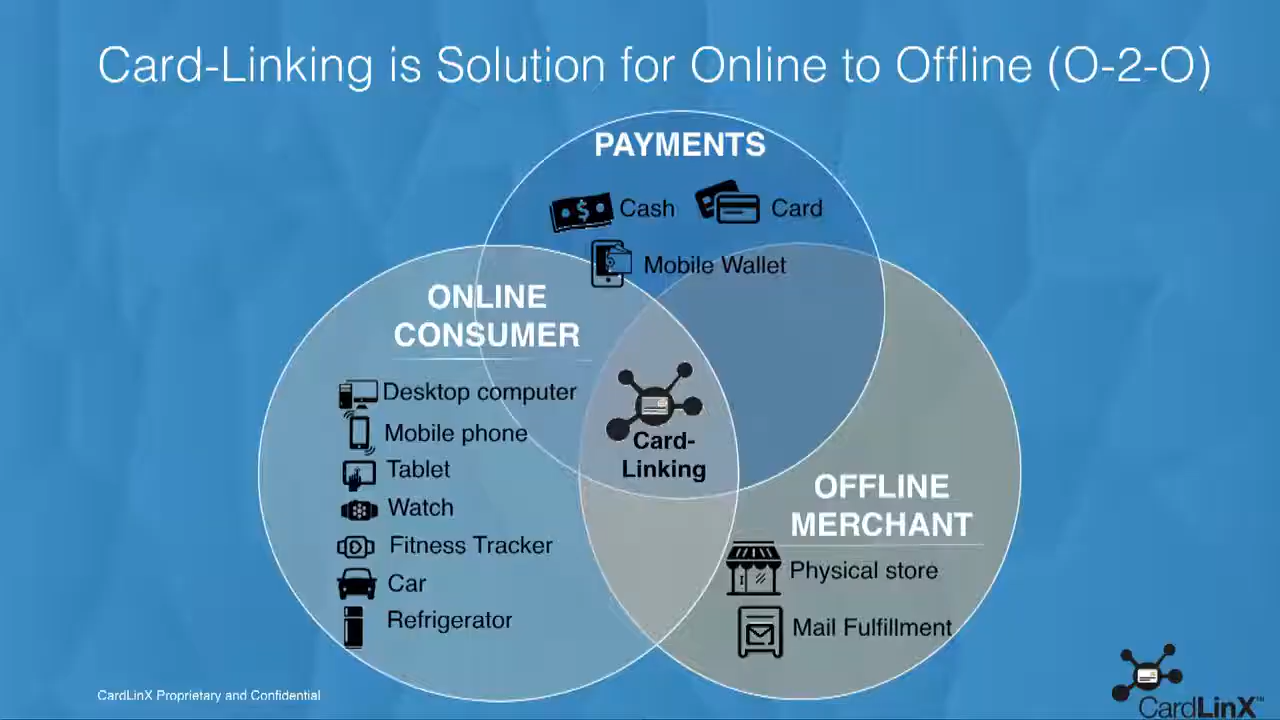 Card-Linking is Solution for Online to Offline (O-2-O)
PAYMENTS
Cash
Card
Mobile Wallet
ONLINE
CONSUMER
Desktop computer
Mobile phone
Tablet
Watch
Fitness Tracker
Car
Refrigerator
Card-
Linking
OFFLINE
MERCHANT
Physical store
Mail Fulfillment
CardLinX Proprietary and Confidential
CardLinX™